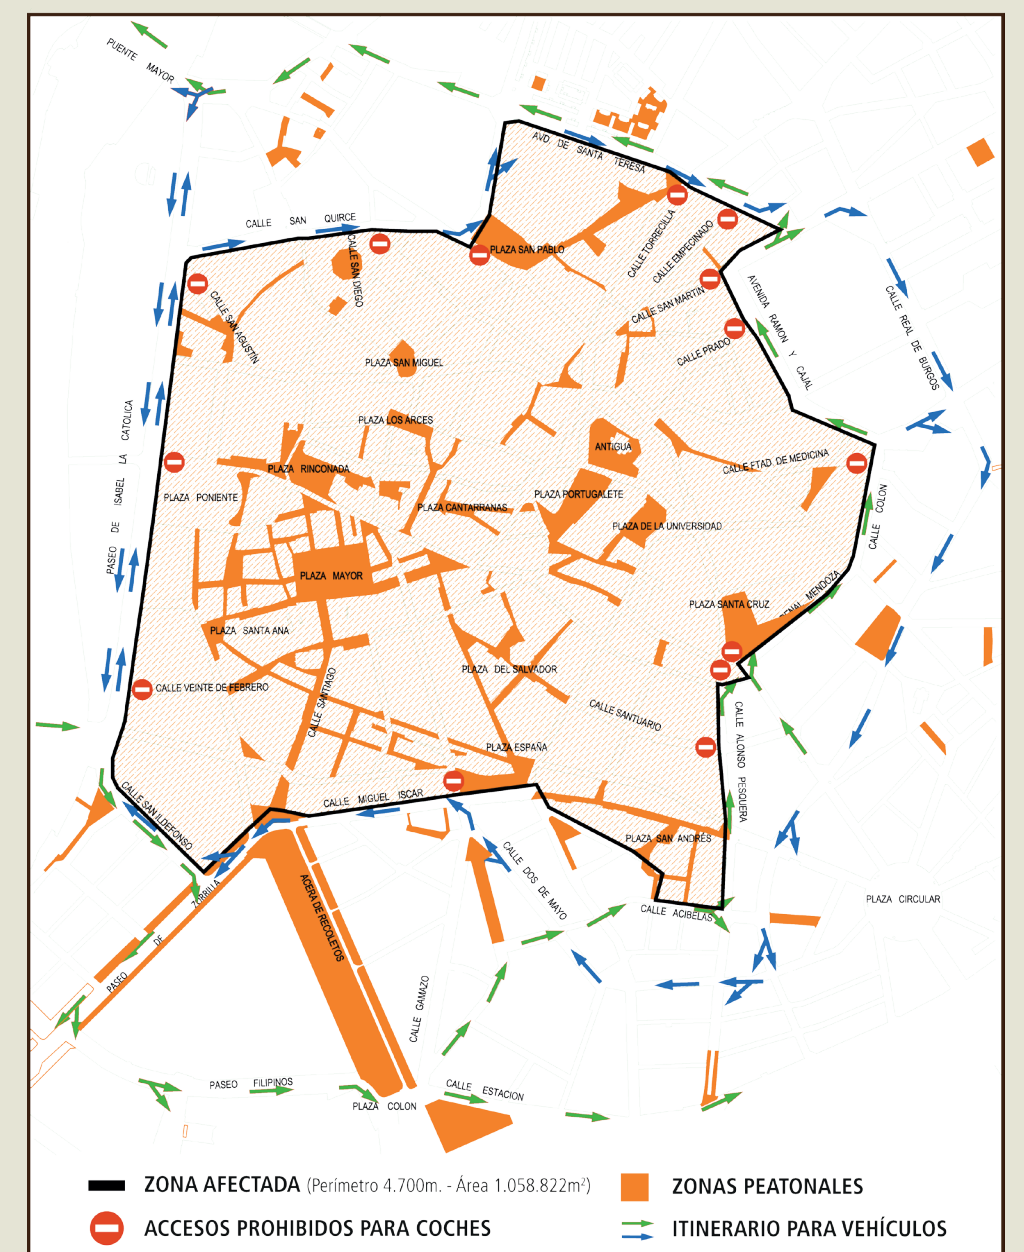 PUENTE MAYOR
AVD. DE SANTA TERESA
CALLE SAN QUIRCE
CALLE SAN DIEGO
PLAZA SAN PABLO
CALLE TORRECILLA
CALLE EMPECINADO
CALLE SAN AGUSTÍN
CALLE SAN MARTIN
AVENIDA RAMON Y CAJAL
CALLE REAL DE BURGOS
CALLE PRADO
PLAZA SAN MIGUEL
PASEO DE ISABEL LA CATOLICA
PLAZA LOS ARCES
ANTIGUA
CALLE FTAD. DE MEDICINA
PLAZA RINCONADA
PLAZA PONIENTE
PLAZA PORTUGALETE
PLAZA CANTARRANAS
PLAZA DE LA UNIVERSIDAD
CALLE COLON
PLAZA MAYOR
PLAZA SANTA CRUZ
ENAL MENDOZA
PLAZA SANTA ANA
PLAZA DEL SALVADOR
CALLE VEINTE DE FEBRERO
CALLE SANTIAGO
CALLE SANTUARIO
CALLE ALONSO PESQUERA
PLAZA ESPAÑA
CALLE SAN ILDEFONSO
CALLE MIGUEL ISCAR
PLAZA SAN ANDRÉS
CALLE DOS DE MAYO
ACERA DE RECOLETOS
PASEO DE ZORRILLA
CALLE ACIBELAS
PLAZA CIRCULAR
CALLE GAMAZO
PASEO FILIPINOS
CALLE ESTACION
PLAZA COLON
ZONA AFECTADA (Perímetro 4.700m. - Área 1.058.822m²)
ZONAS PEATONALES
ACCESOS PROHIBIDOS PARA COCHES
ITINERARIO PARA VEHÍCULOS